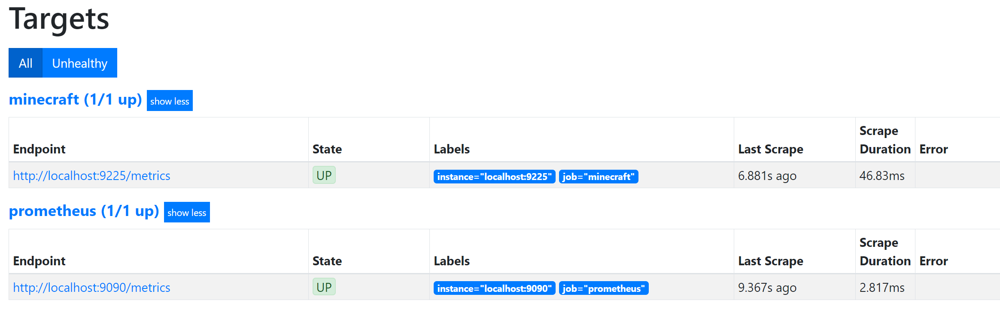 Targets
All Unhealthy
minecraft (1/1 up) show less
Endpoint State Labels Last Scrape Scrape Duration Error
http://localhost:9225/metrics UP instance="localhost:9225" job="minecraft" 6.881s ago 46.83ms
prometheus (1/1 up) show less
Endpoint State Labels Last Scrape Scrape Duration Error
http://localhost:9090/metrics UP instance="localhost:9090" job="prometheus" 9.367s ago 2.817ms